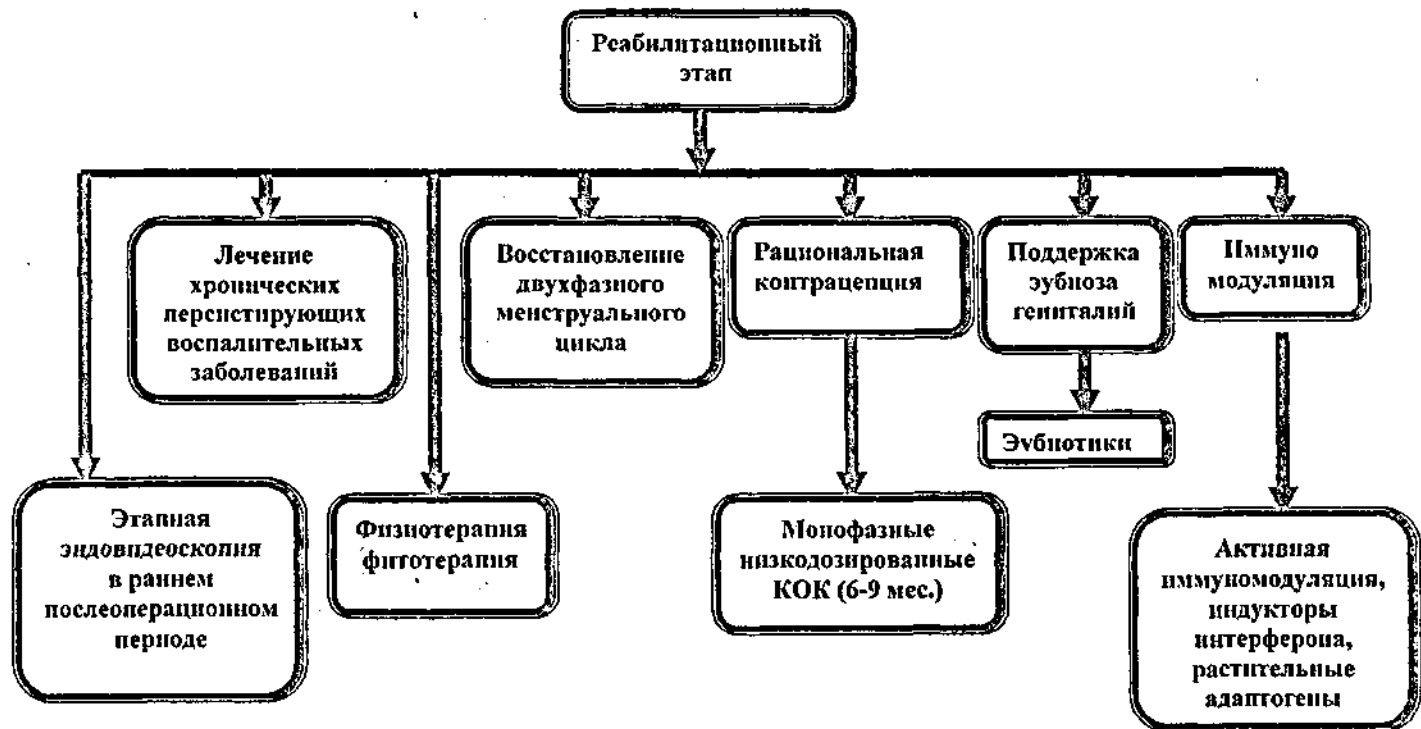 Реабилитационный
этап
Лечение
хронических
персистирующих
воспалительных
заболеваний
Восстановление
двухфазного
менструального
цикла
Рациональная
контрацепция
Поддержка
эубиоза
гениталий
Иммуно
модуляция
Эубиотики
Этапная
эндовидеоскопия
в раннем
послеоперационном
периоде
Физиотерапия
фитотерапия
Монофазные
низкодозированные
КОК (6-9 мес.)
Активная
иммуномодуляция,
индукторы
интерферона,
растительные
адаптогены